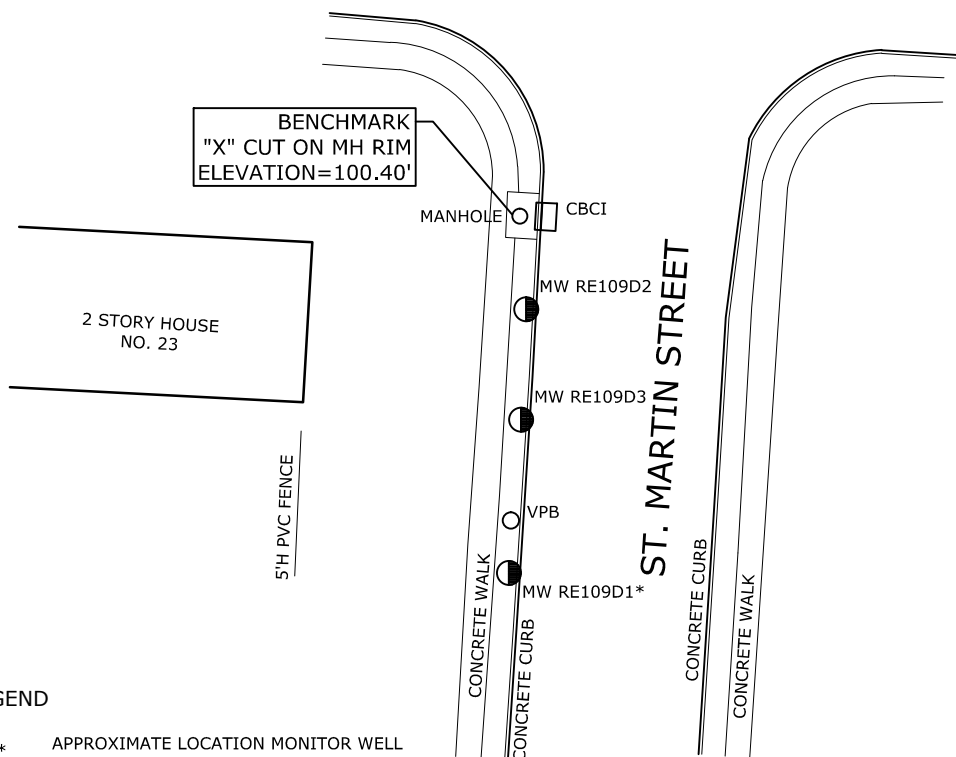 BENCHMARK
"X" CUT ON MH RIM
ELEVATION=100.40'
MANHOLE
CBCI
MW RE109D2
2 STORY HOUSE
NO. 23
ST. MARTIN STREET
MW RE109D3
5'H PVC FENCE
VPB
MW RE109D1*
CONCRETE WALK
CONCRETE CURB
CONCRETE CURB
CONCRETE WALK
GEND
* APPROXIMATE LOCATION MONITOR WELL